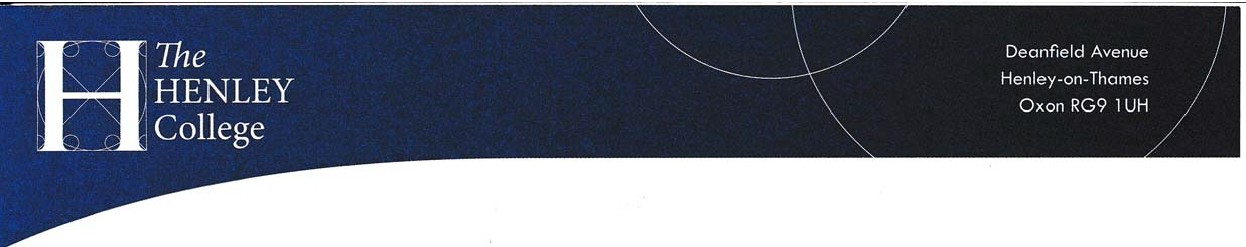 The
HENLEY
College
Deanfield Avenue
Henley-on-Thames
Oxon RG9 1UH